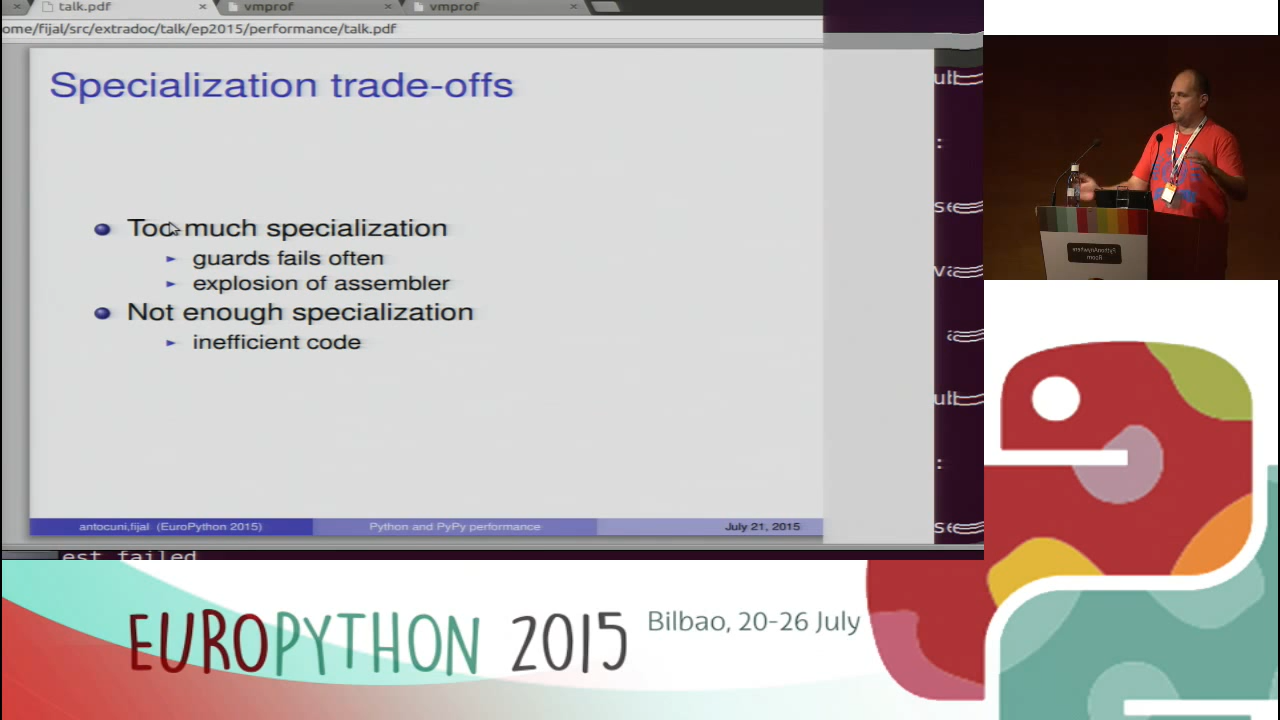 talk.pdf
vmprof
vmprof
ome/fijal/src/extradoc/talk/ep2015/performance/talk.pdf
Specialization trade-offs
Too much specialization
guards fails often
explosion of assembler
Not enough specialization
inefficient code
antocuni,fijal (EuroPython 2015)
Python and PyPy performance
July 21, 2015
est failed
PythonAnywhere
Room
EUROPYTHON 2015
Bilbao, 20-26 July